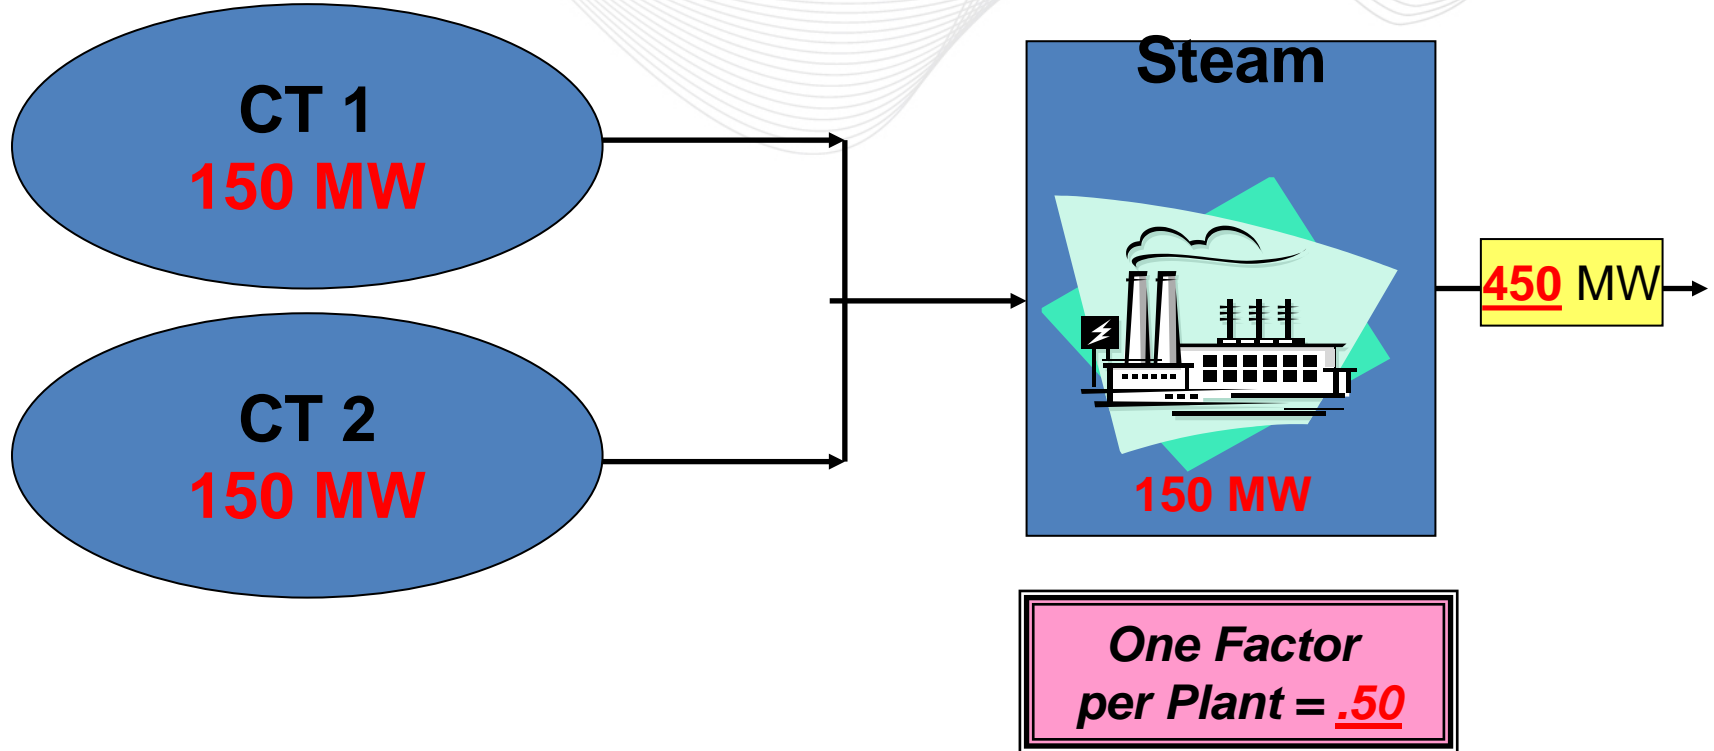 CT 1
150 MW
CT 2
150 MW
Steam
150 MW
450 MW
One Factor
per Plant = .50